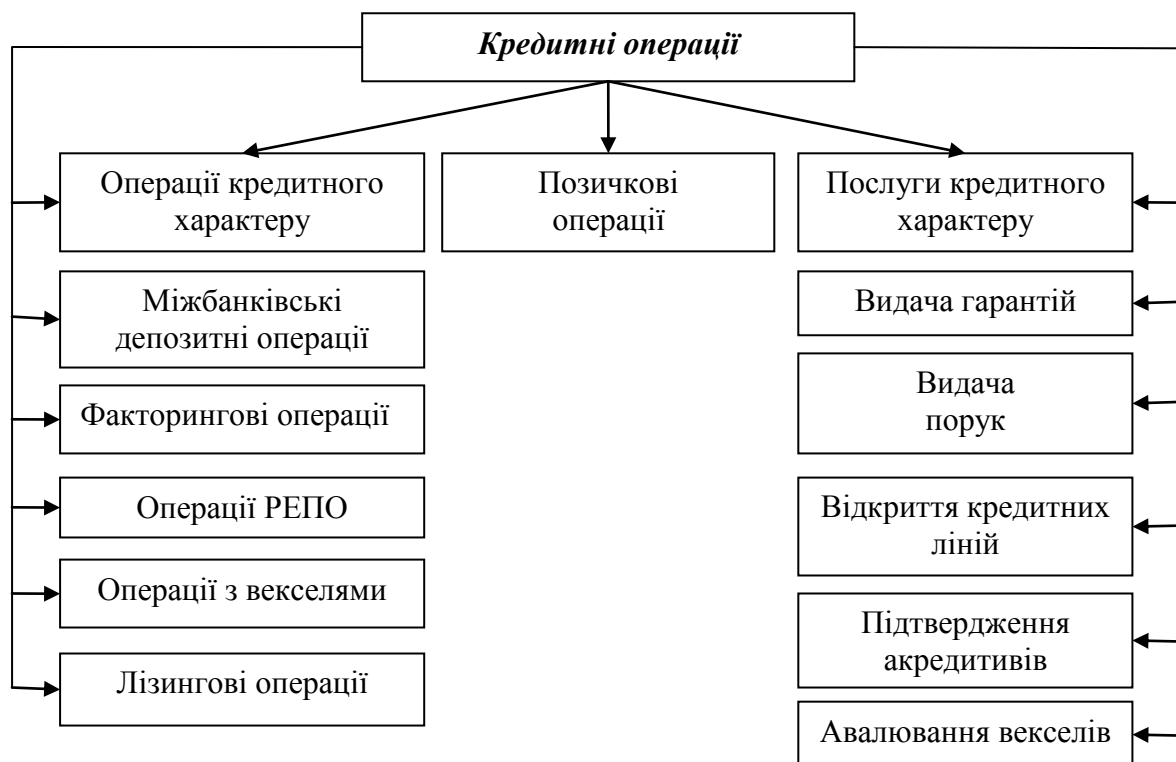 Кредитні операції
Операції кредитного
характеру
Позичкові
операції
Послуги кредитного
характеру
Міжбанківські
депозитні операції
Факторингові операції
Операції РЕПО
Операції з векселями
Лізингові операції
Видача гарантій
Видача
порук
Відкриття кредитних
ліній
Підтвердження
акредитивів
Авалювання векселів